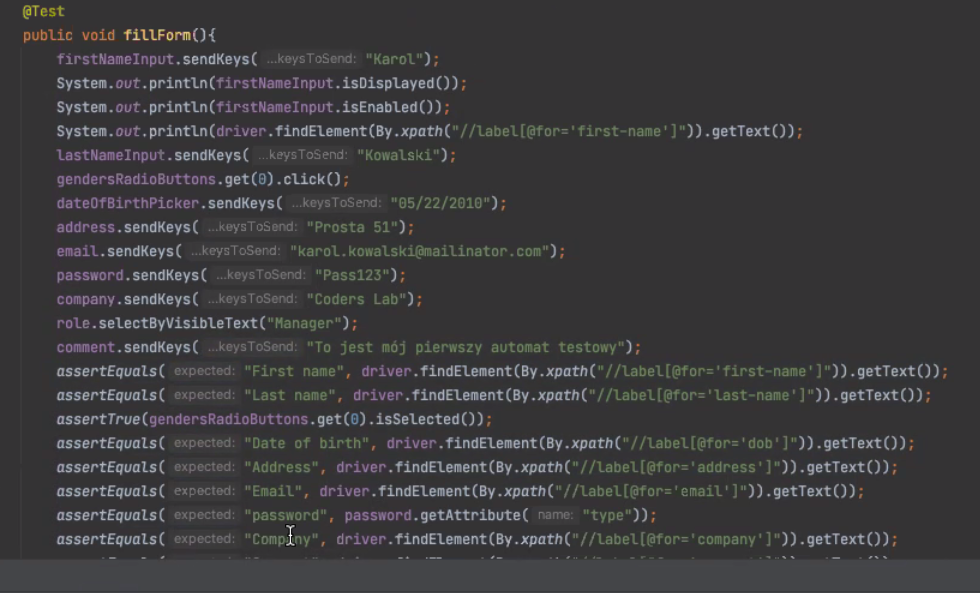 @Test
public void fillForm(){
firstNameInput.sendKeys( ...keysToSend: "Karol");
System.out.println(firstNameInput.isDisplayed());
System.out.println(firstNameInput.isEnabled());
System.out.println(driver.findElement(By.xpath("//label[@for='first-name']")).getText());
lastNameInput.sendKeys( ...keysToSend: "Kowalski");
gendersRadioButtons.get(0).click();
dateOfBirthPicker.sendKeys( ...keysToSend: "05/22/2010");
address.sendKeys( ...keysToSend: "Prosta 51");
email.sendKeys( ...keysToSend: "karol.kowalski@mailinator.com");
password.sendKeys( ...keysToSend: "Pass123");
company.sendKeys( ...keysToSend: "Coders Lab");
role.selectByVisibleText("Manager");
comment.sendKeys( ...keysToSend: "To jest mój pierwszy automat testowy");
assertEquals( expected: "First name", driver.findElement(By.xpath("//label[@for='first-name']")).getText());
assertEquals( expected: "Last name", driver.findElement(By.xpath("//label[@for='last-name']")).getText());
assertTrue(gendersRadioButtons.get(0).isSelected());
assertEquals( expected: "Date of birth", driver.findElement(By.xpath("//label[@for='dob']")).getText());
assertEquals( expected: "Address", driver.findElement(By.xpath("//label[@for='address']")).getText());
assertEquals( expected: "Email", driver.findElement(By.xpath("//label[@for='email']")).getText());
assertEquals( expected: "password", password.getAttribute( name: "type"));
assertEquals( expected: "Company", driver.findElement(By.xpath("//label[@for='company']")).getText());